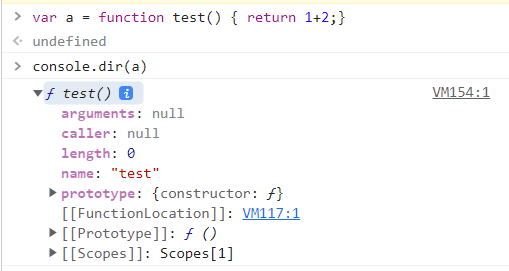 > var a = function test() { return 1+2;}
undefined
> console.dir(a)
▼ƒ test() i VM154:1
arguments: null
caller: null
length: 0
name: "test"
▶prototype: {constructor: ƒ}
[[FunctionLocation]]: VM117:1
▶[[Prototype]]: ƒ ()
▶[[Scopes]]: Scopes[1]